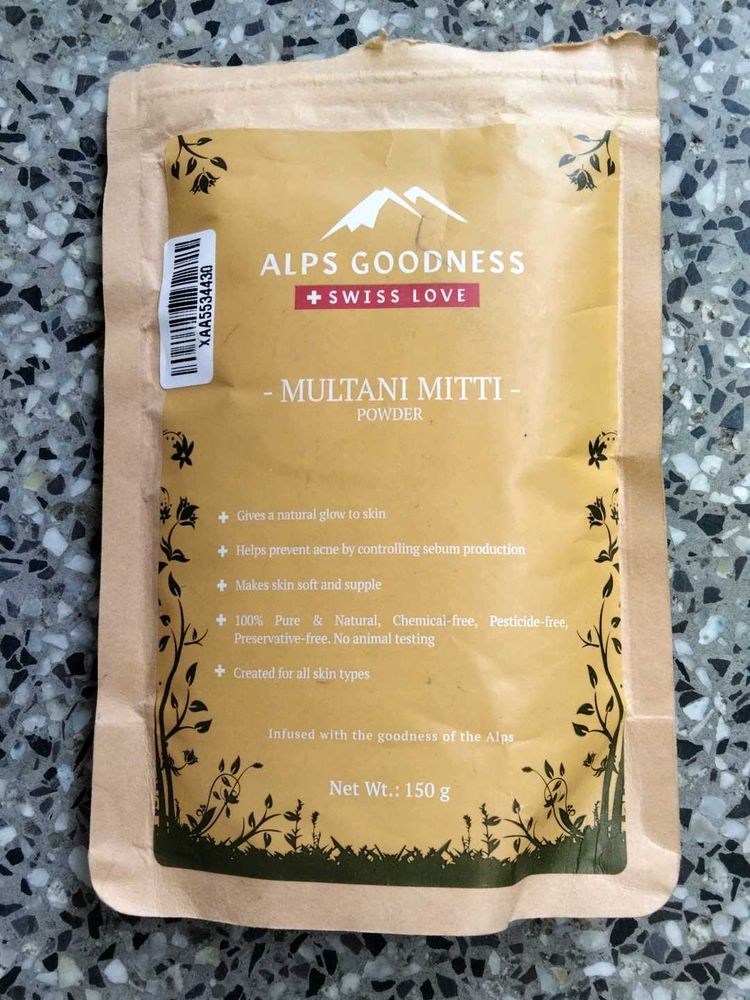 ALPS GOODNESS
SWISS LOVE
XAA5534430
- MULTANI MITTI -
POWDER
Gives a natural glow to skin
Helps prevent acne by controlling sebum production
Makes skin soft and supple
100% Pure & Natural, Chemical-free, Pesticide-free,
Preservative-free. No animal testing
Created for all skin types
Infused with the goodness of the Alps
Net Wt.: 150 g